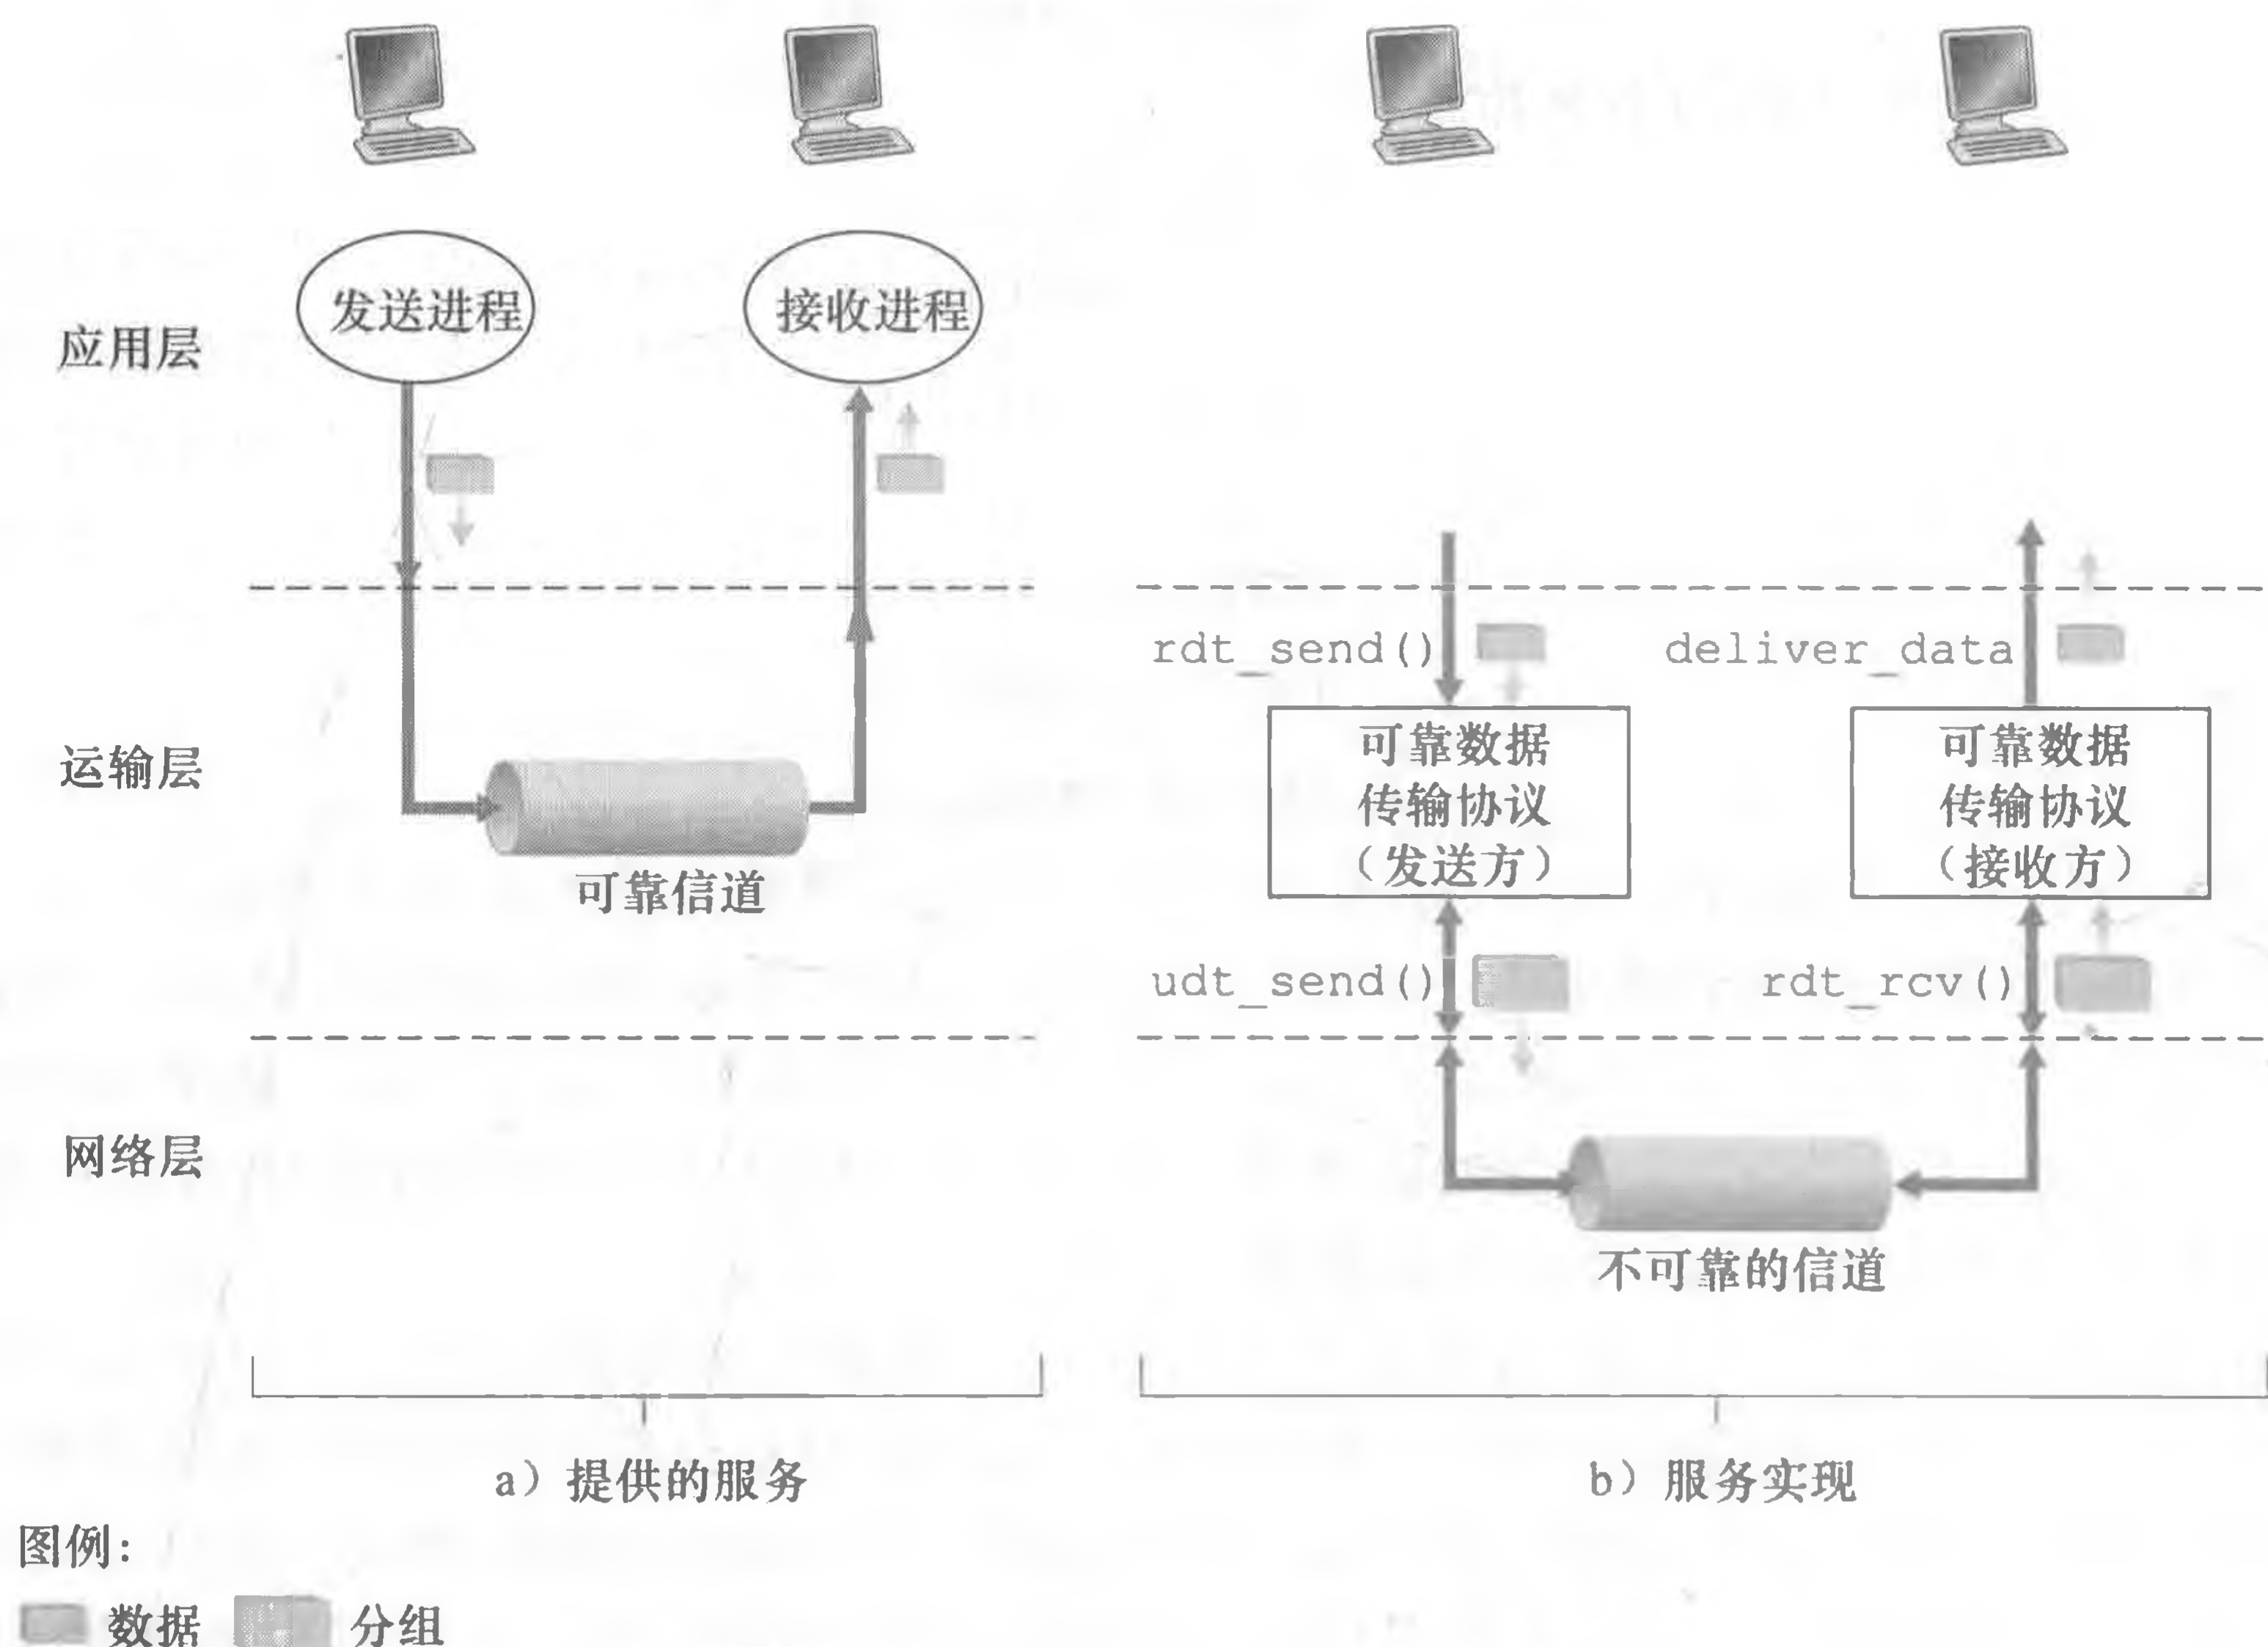 发送进程
接收进程
应用层
rdt_send()
deliver_data
运输层
可靠数据
传输协议
（发送方）
可靠数据
传输协议
（接收方）
可靠信道
udt_send()
rdt_rcv()
网络层
不可靠的信道
a）提供的服务
b）服务实现
图例：
数据
分组